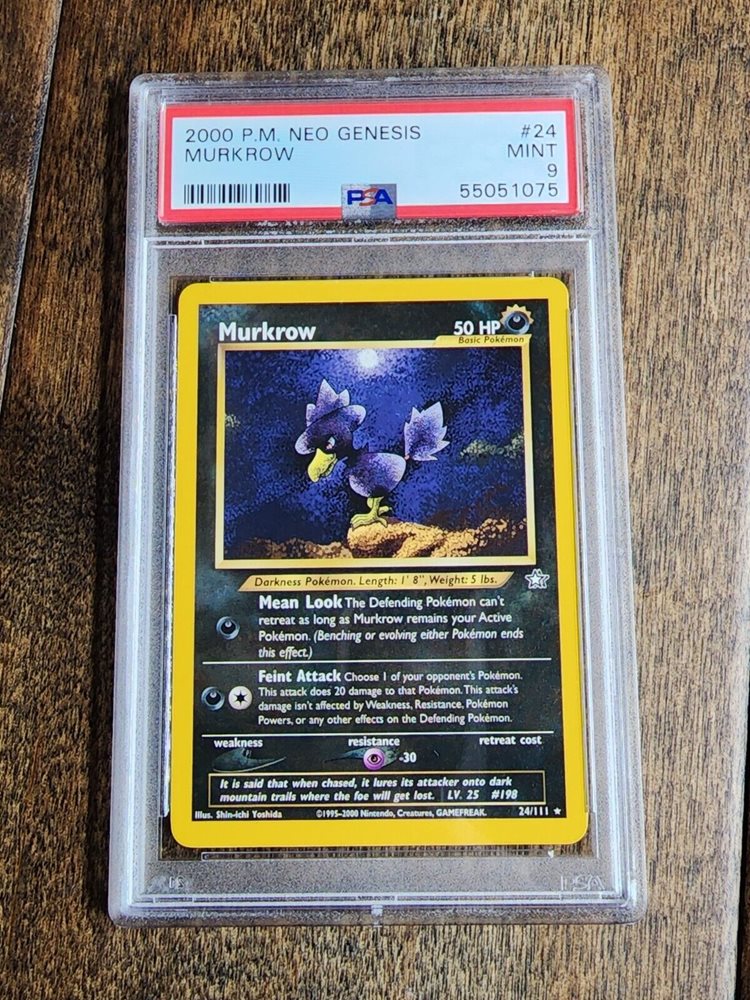 2000 P.M. NEO GENESIS #24
MURKROW MINT
9
PSA 55051075
Murkrow 50 HP
Basic Pokémon
Darkness Pokémon. Length: 1' 8", Weight: 5 lbs.
Mean Look The Defending Pokémon can't
retreat as long as Murkrow remains your Active
Pokémon. (Benching or evolving either Pokémon ends
this effect.)
Feint Attack Choose 1 of your opponent's Pokémon.
This attack does 20 damage to that Pokémon. This attack's
damage isn't affected by Weakness, Resistance, Pokémon
Powers, or any other effects on the Defending Pokémon.
weakness resistance retreat cost
-30
It is said that when chased, it lures its attacker onto dark
mountain trails where the foe will get lost. LV. 25 #198
Illus. Shin-ichi Yoshida ©1995-2000 Nintendo, Creatures, GAMEFREAK. 24/111 ★
PSA